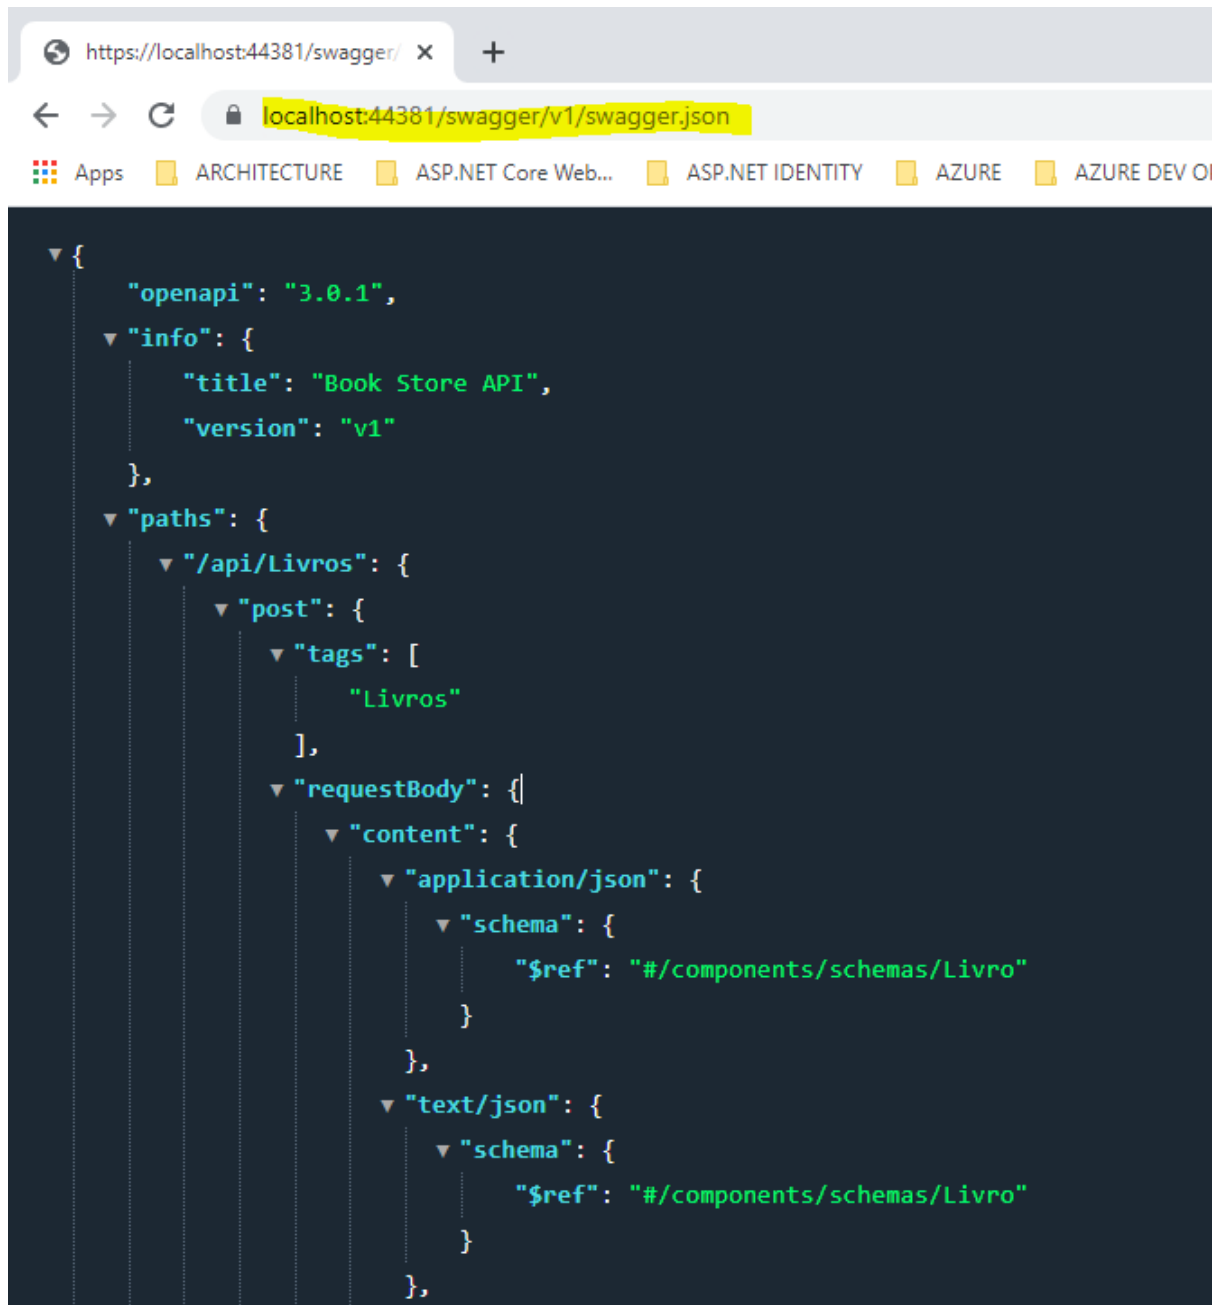 https://localhost:44381/swagger/
localhost:44381/swagger/v1/swagger.json
Apps ARCHITECTURE ASP.NET Core Web... ASP.NET IDENTITY AZURE AZURE DEV
{
"openapi": "3.0.1",
"info": {
"title": "Book Store API",
"version": "v1"
},
"paths": {
"/api/Livros": {
"post": {
"tags": [
"Livros"
],
"requestBody": {
"content": {
"application/json": {
"schema": {
"$ref": "#/components/schemas/Livro"
}
},
"text/json": {
"schema": {
"$ref": "#/components/schemas/Livro"
}
},